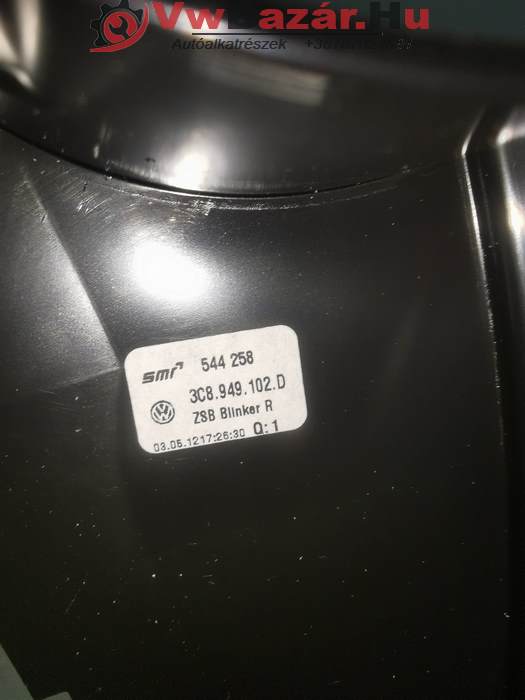 VwBazár.Hu
Autóalkatrészek
smr 544 258
3C8.949.102.D
ZSB Blinker R
03.05.1217:26:30 Q:1